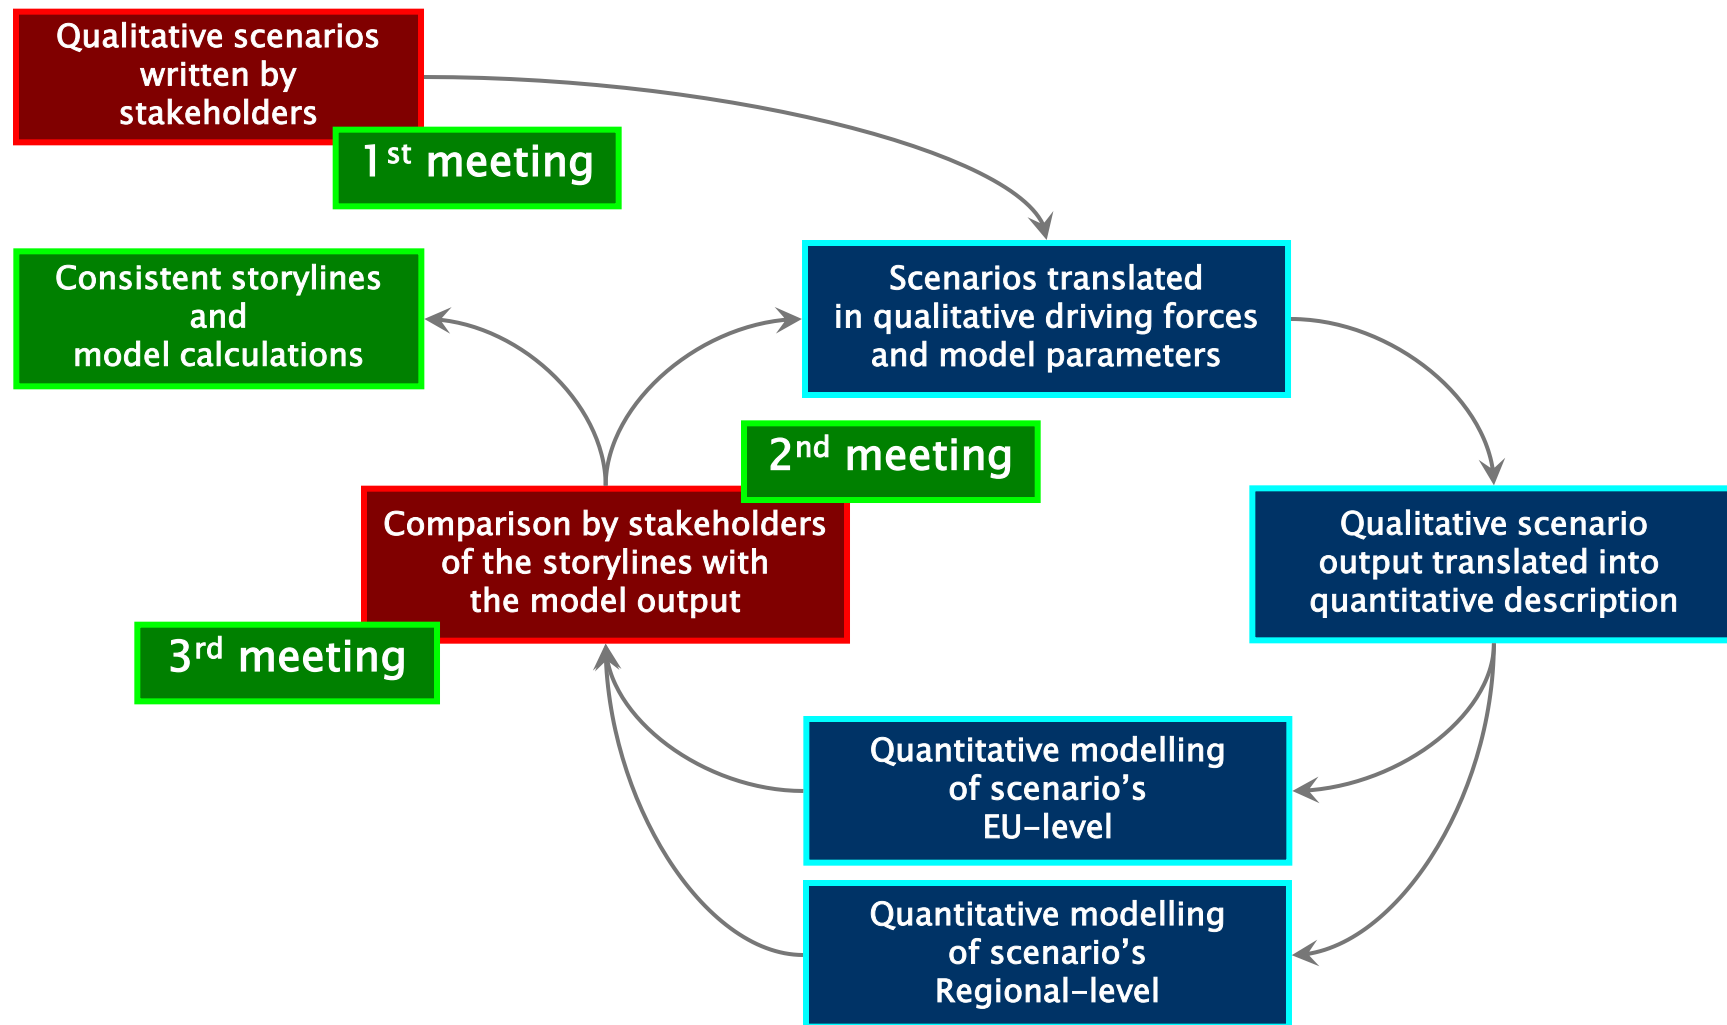 Qualitative scenarios
written by
stakeholders
1st meeting
Consistent storylines
and
model calculations
Scenarios translated
in qualitative driving forces
and model parameters
2nd meeting
Comparison by stakeholders
of the storylines with
the model output
3rd meeting
Qualitative scenario
output translated into
quantitative description
Quantitative modelling
of scenario’s
EU-level
Quantitative modelling
of scenario’s
Regional-level